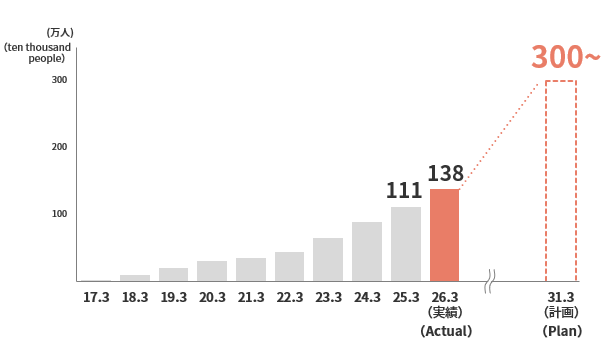 (万人)
(ten thousand
people)
300~
300
200
138
111
100
17.3 18.3 19.3 20.3 21.3 22.3 23.3 24.3 25.3 26.3 31.3
(実績) (計画)
(Actual) (Plan)